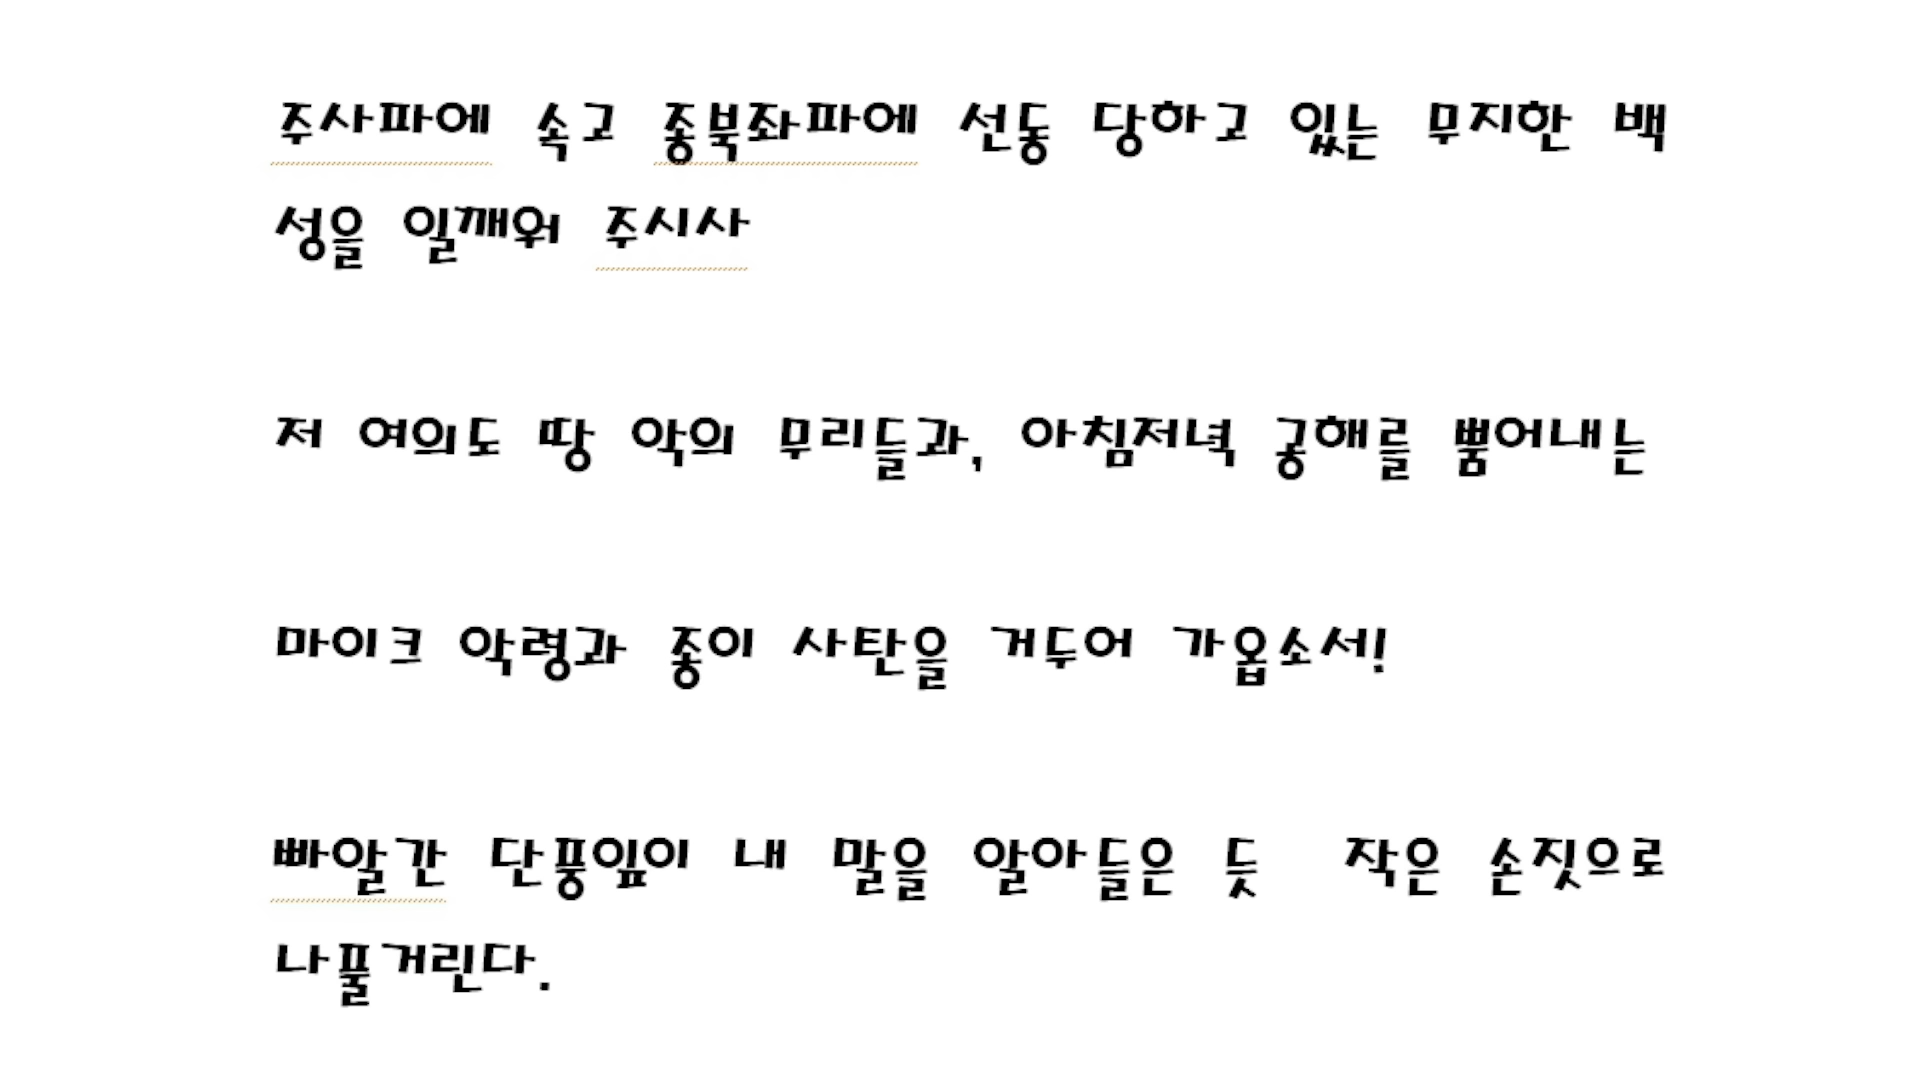 주사파에 속고 종북좌파에 선동 당하고 있는 무지한 백
성을 일깨워 주시사
저 여의도 땅 악의 무리들과, 아침저녁 공해를 뿜어내는
마이크 악령과 종이 사탄을 거두어 가옵소서!
빠알간 단풍잎이 내 말을 알아들은 듯  작은 손짓으로
나풀거린다.